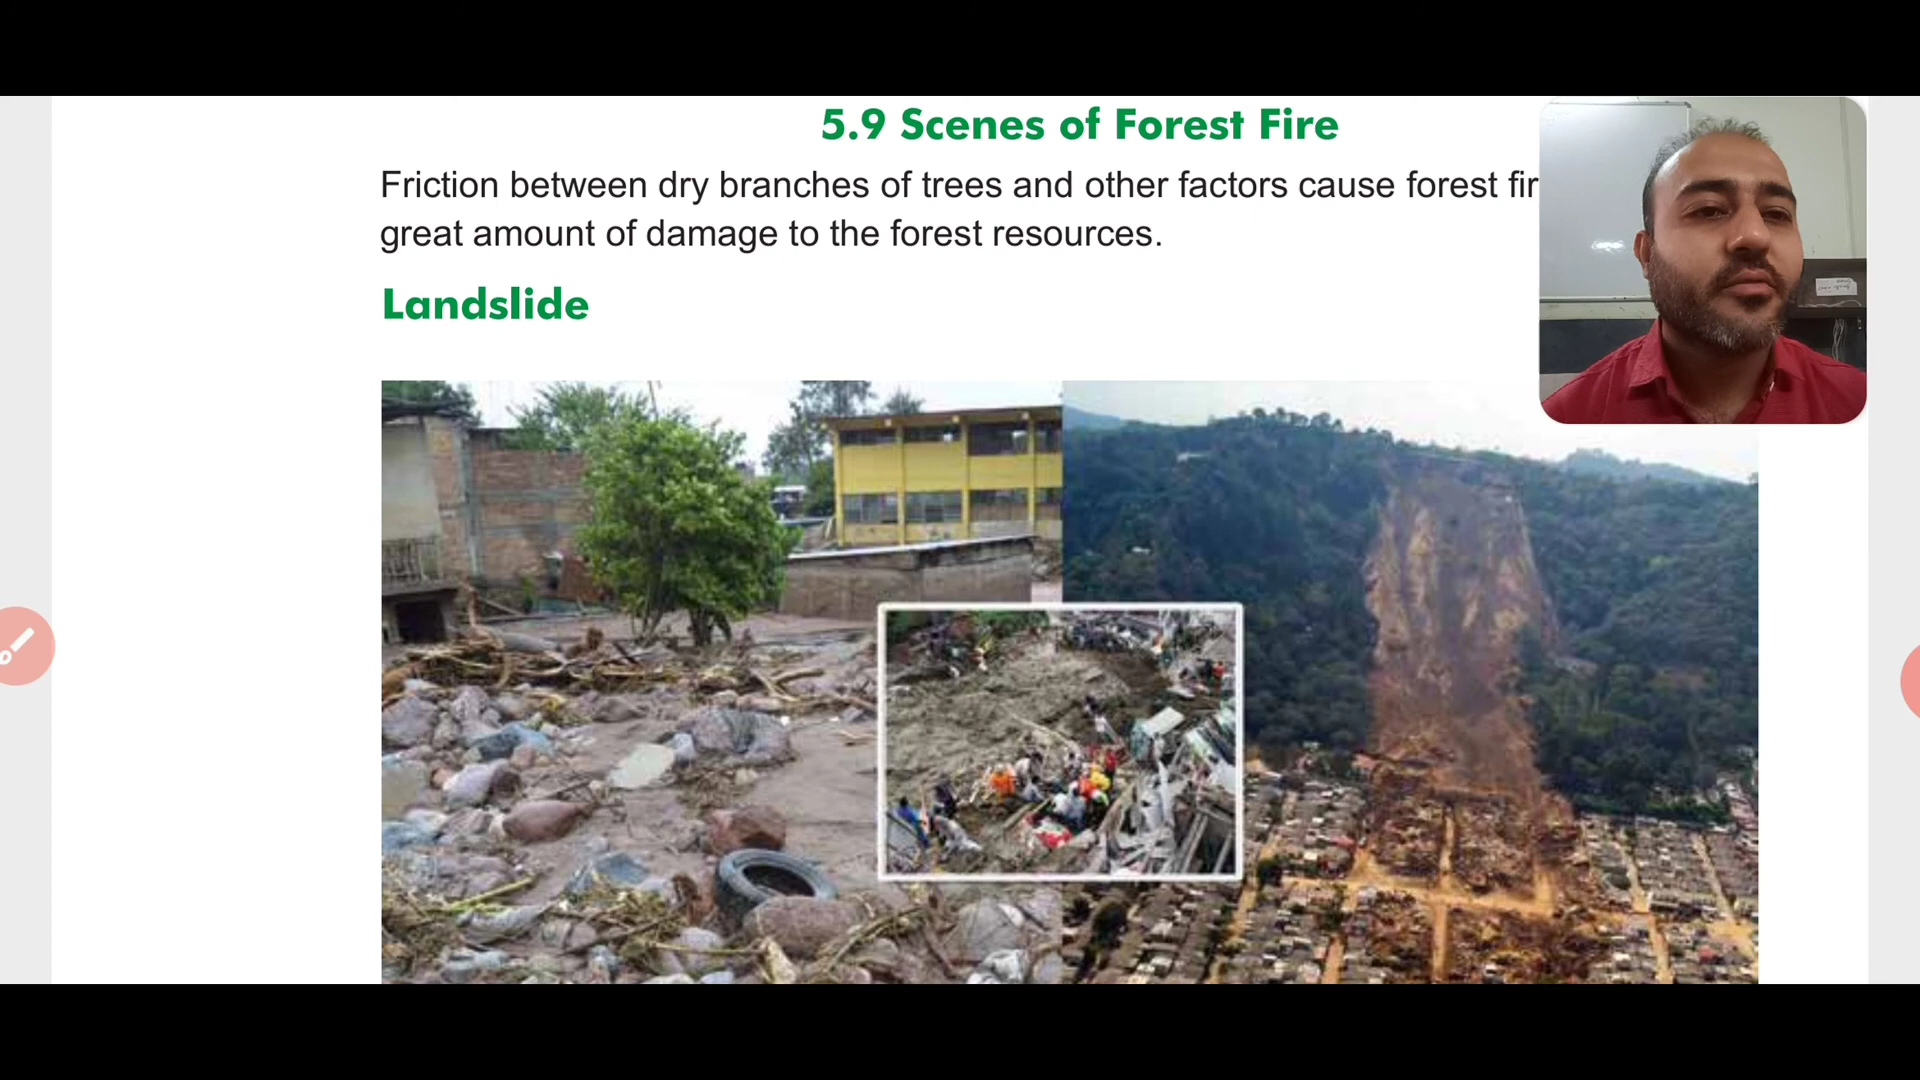 5.9 Scenes of Forest Fire
Friction between dry branches of trees and other factors cause forest fir
great amount of damage to the forest resources.
Landslide